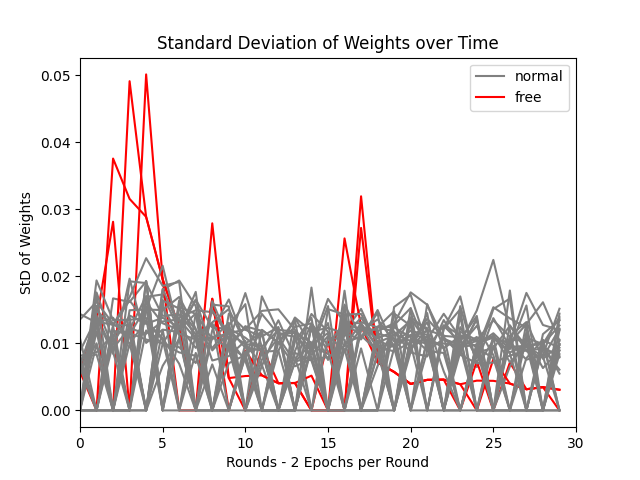 Standard Deviation of Weights over Time
normal
free
0.05
0.04
0.03
0.02
0.01
0.00
StD of Weights
0 5 10 15 20 25 30
Rounds - 2 Epochs per Round